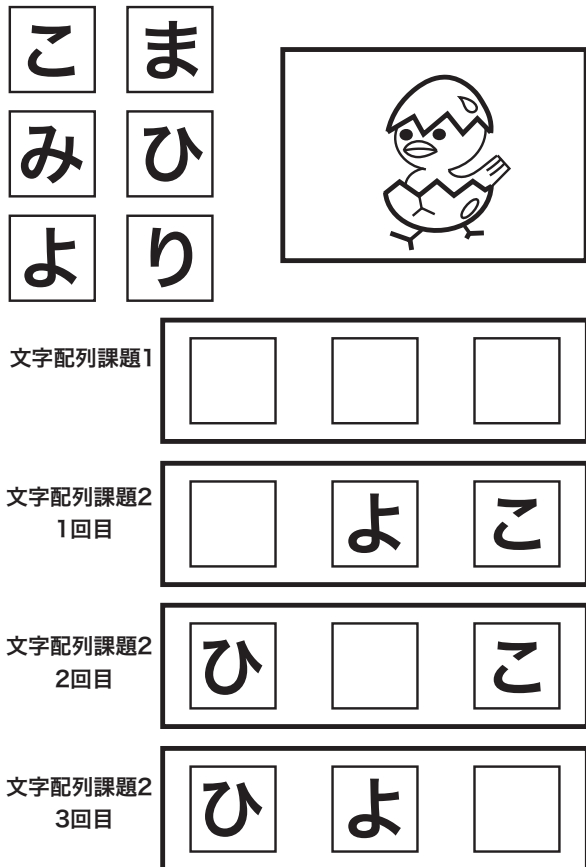 こ ま
み ひ
よ り
文字配列課題1
文字配列課題2
1回目
よ こ
文字配列課題2
2回目
ひ こ
文字配列課題2
3回目
ひ よ